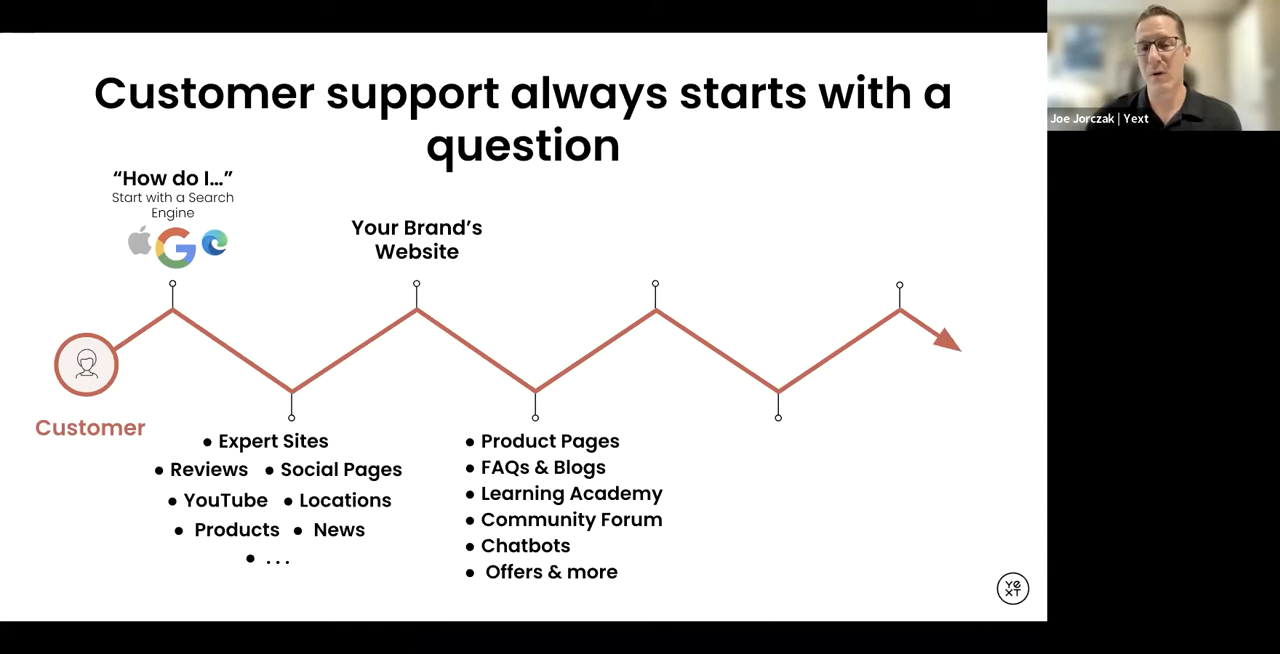 Customer support always starts with a
question
“How do I...”
Start with a Search
Engine
Your Brand’s
Website
Customer
● Expert Sites
● Reviews ● Social Pages
● YouTube ● Locations
● Products ● News
● ...
● Product Pages
● FAQs & Blogs
● Learning Academy
● Community Forum
● Chatbots
● Offers & more
Joe Jorczak | Yext
YEXT